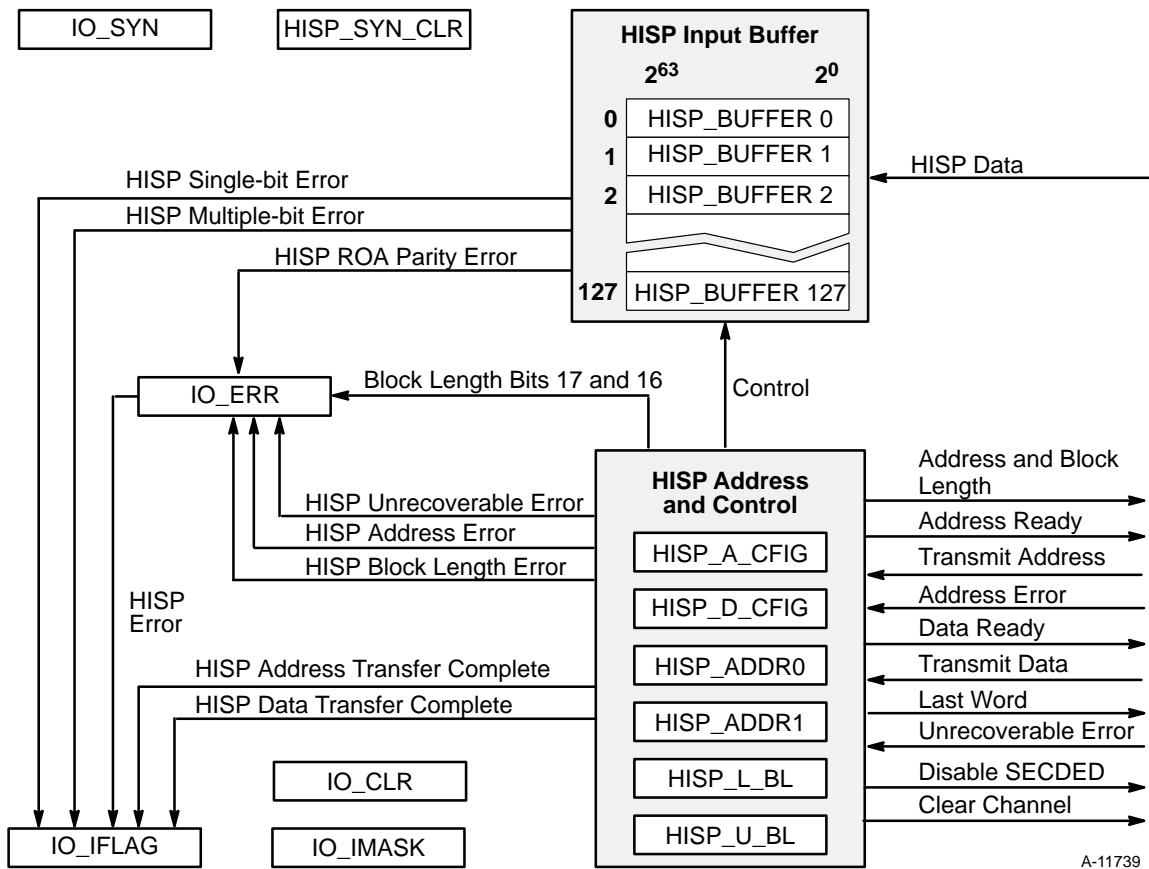 IO_SYN
HISP_SYN_CLR
HISP Input Buffer
2^63 2^0
0 HISP_BUFFER 0
1 HISP_BUFFER 1
2 HISP_BUFFER 2
127 HISP_BUFFER 127
HISP Data
HISP Single-bit Error
HISP Multiple-bit Error
HISP ROA Parity Error
IO_ERR
Block Length Bits 17 and 16
Control
HISP Unrecoverable Error
HISP Address Error
HISP Block Length Error
HISP
Error
HISP Address Transfer Complete
HISP Data Transfer Complete
IO_CLR
IO_IFLAG
IO_IMASK
HISP Address
and Control
HISP_A_CFIG
HISP_D_CFIG
HISP_ADDR0
HISP_ADDR1
HISP_L_BL
HISP_U_BL
Address and Block
Length
Address Ready
Transmit Address
Address Error
Data Ready
Transmit Data
Last Word
Unrecoverable Error
Disable SECDED
Clear Channel
A-11739